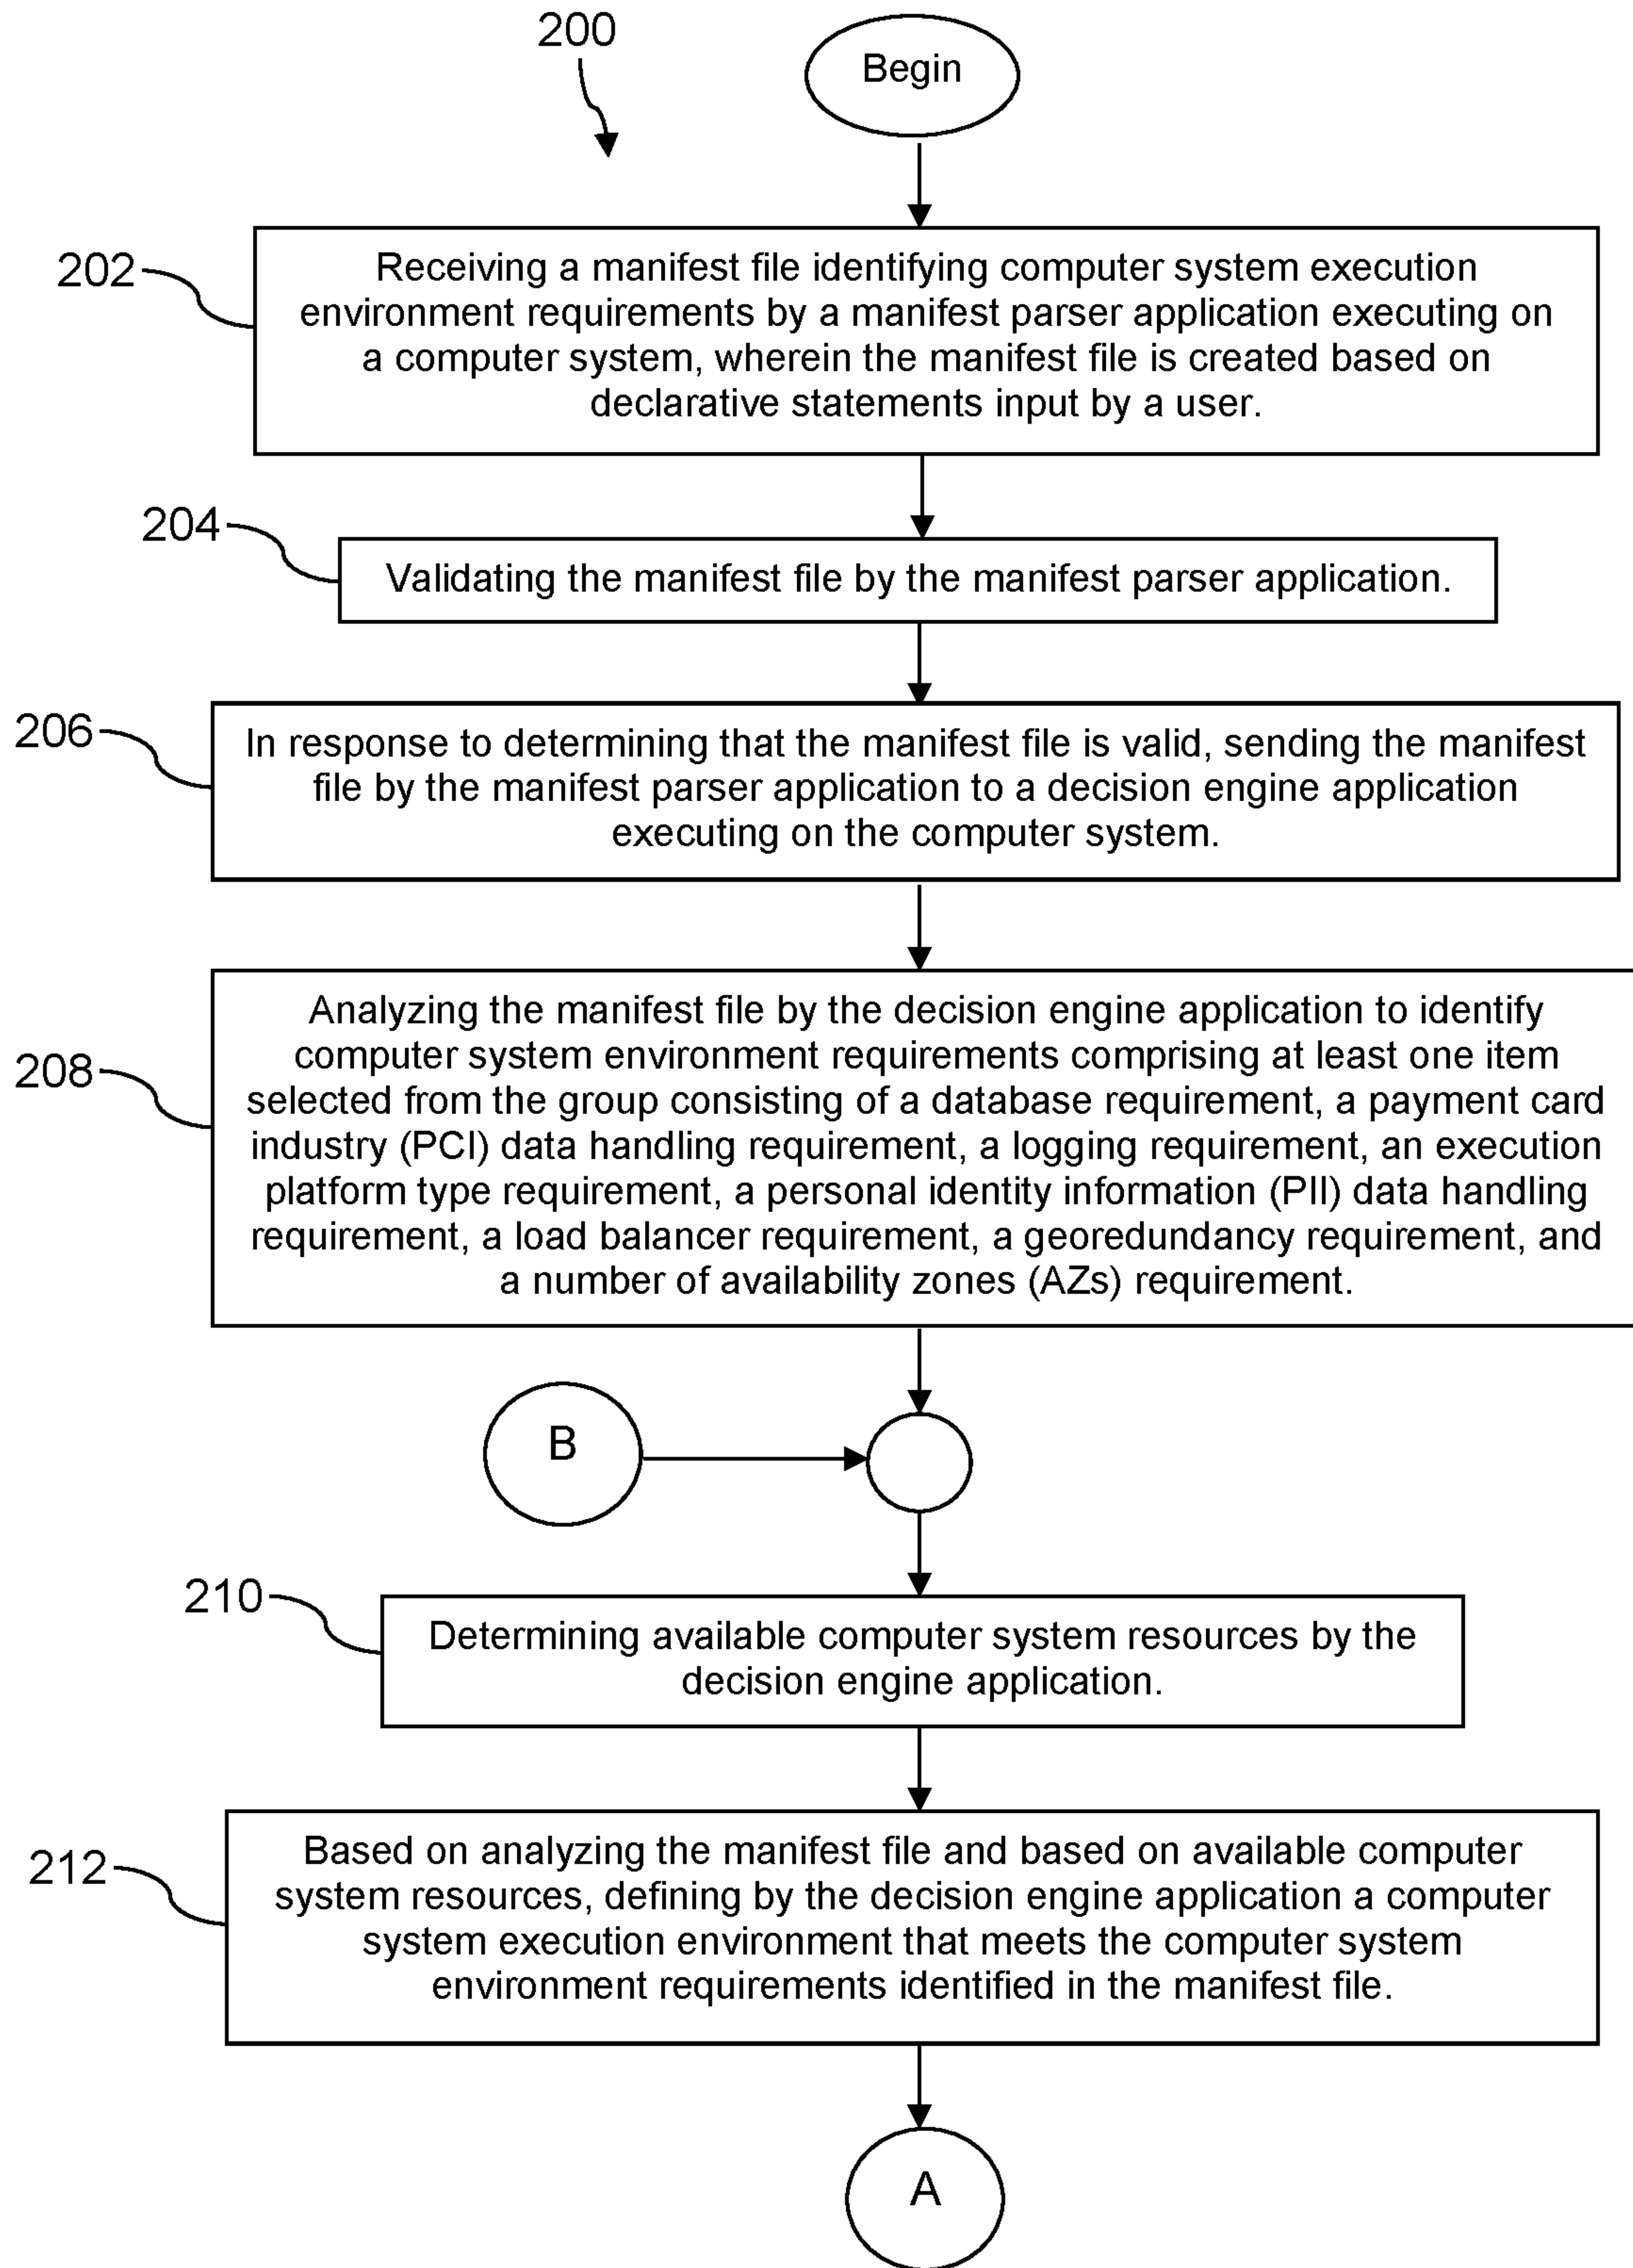 200
Begin
202
Receiving a manifest file identifying computer system execution
environment requirements by a manifest parser application executing on
a computer system, wherein the manifest file is created based on
declarative statements input by a user.
204
Validating the manifest file by the manifest parser application.
206
In response to determining that the manifest file is valid, sending the manifest
file by the manifest parser application to a decision engine application
executing on the computer system.
208
Analyzing the manifest file by the decision engine application to identify
computer system environment requirements comprising at least one item
selected from the group consisting of a database requirement, a payment card
industry (PCI) data handling requirement, a logging requirement, an execution
platform type requirement, a personal identity information (PII) data handling
requirement, a load balancer requirement, a georedundancy requirement, and
a number of availability zones (AZs) requirement.
B
210
Determining available computer system resources by the
decision engine application.
212
Based on analyzing the manifest file and based on available computer
system resources, defining by the decision engine application a computer
system execution environment that meets the computer system
environment requirements identified in the manifest file.
A